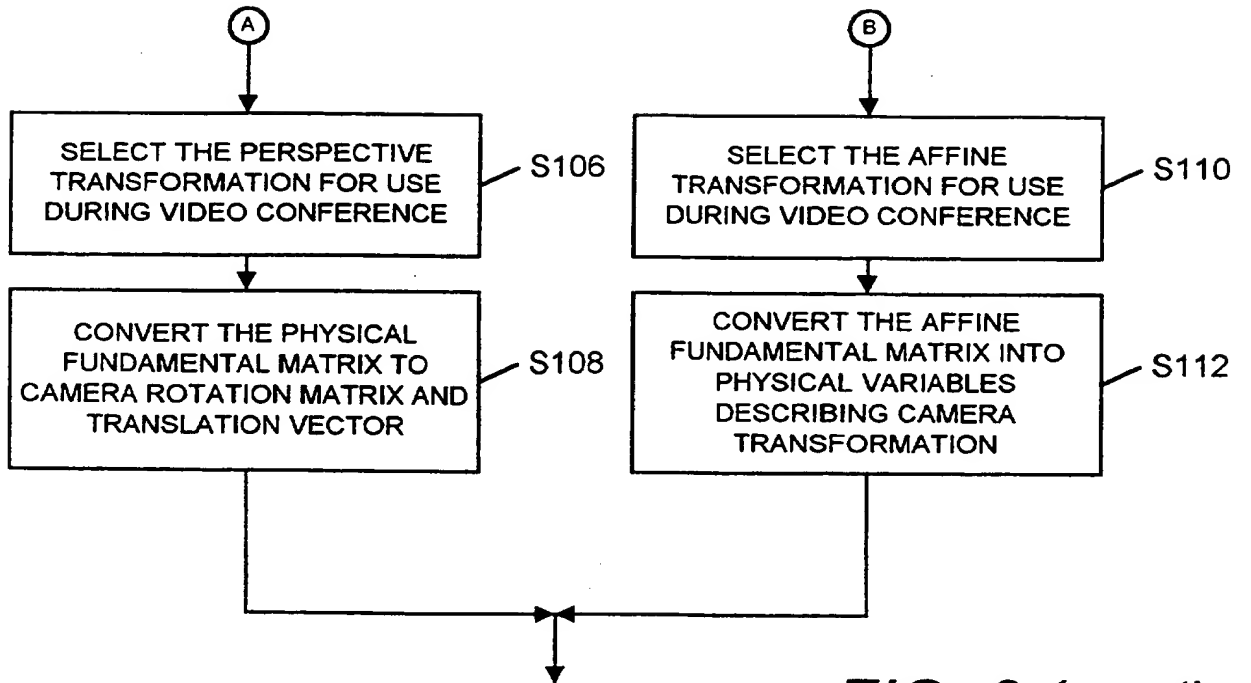 A
B
SELECT THE PERSPECTIVE
TRANSFORMATION FOR USE
DURING VIDEO CONFERENCE
S106
SELECT THE AFFINE
TRANSFORMATION FOR USE
DURING VIDEO CONFERENCE
S110
CONVERT THE PHYSICAL
FUNDAMENTAL MATRIX TO
CAMERA ROTATION MATRIX AND
TRANSLATION VECTOR
S108
CONVERT THE AFFINE
FUNDAMENTAL MATRIX INTO
PHYSICAL VARIABLES
DESCRIBING CAMERA
TRANSFORMATION
S112